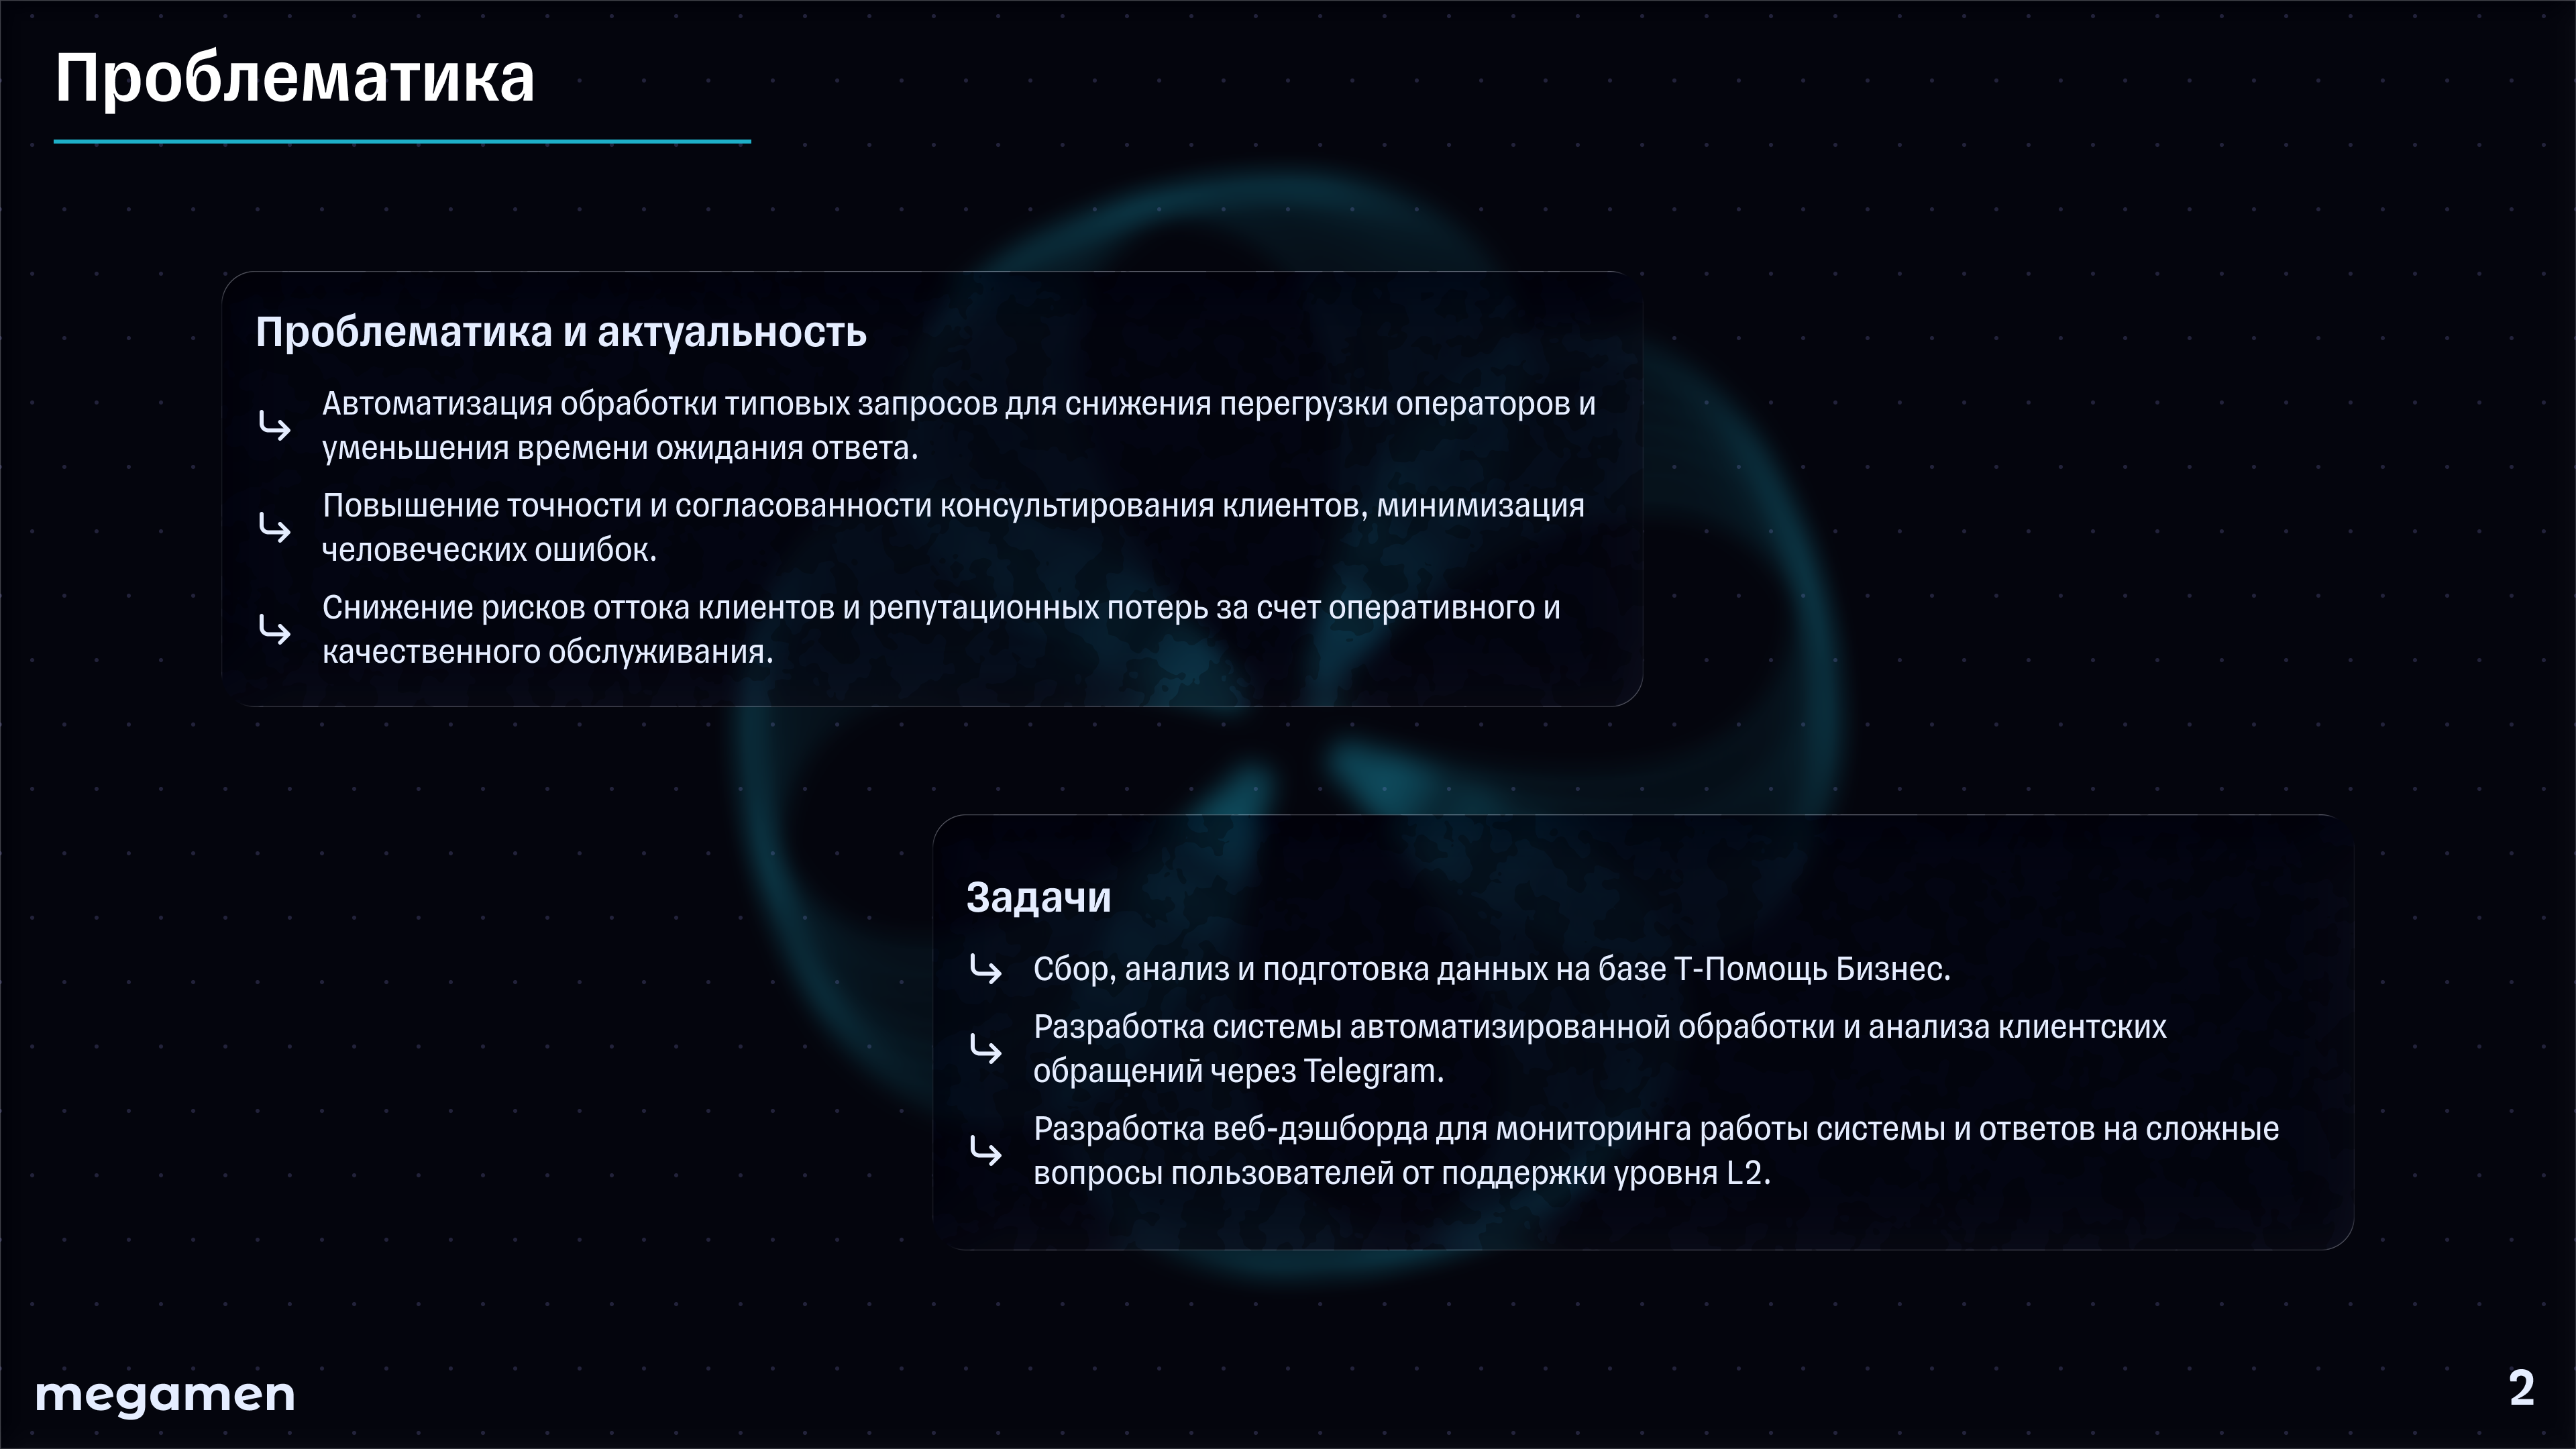 Проблематика
Проблематика и актуальность
Автоматизация обработки типовых запросов для снижения перегрузки операторов и
уменьшения времени ожидания ответа.
Повышение точности и согласованности консультирования клиентов, минимизация
человеческих ошибок.
Снижение рисков оттока клиентов и репутационных потерь за счет оперативного и
качественного обслуживания.
Задачи
Сбор, анализ и подготовка данных на базе Т-Помощь Бизнес.
Разработка системы автоматизированной обработки и анализа клиентских
обращений через Telegram.
Разработка веб-дэшборда для мониторинга работы системы и ответов на сложные
вопросы пользователей от поддержки уровня L2.
megamen
2